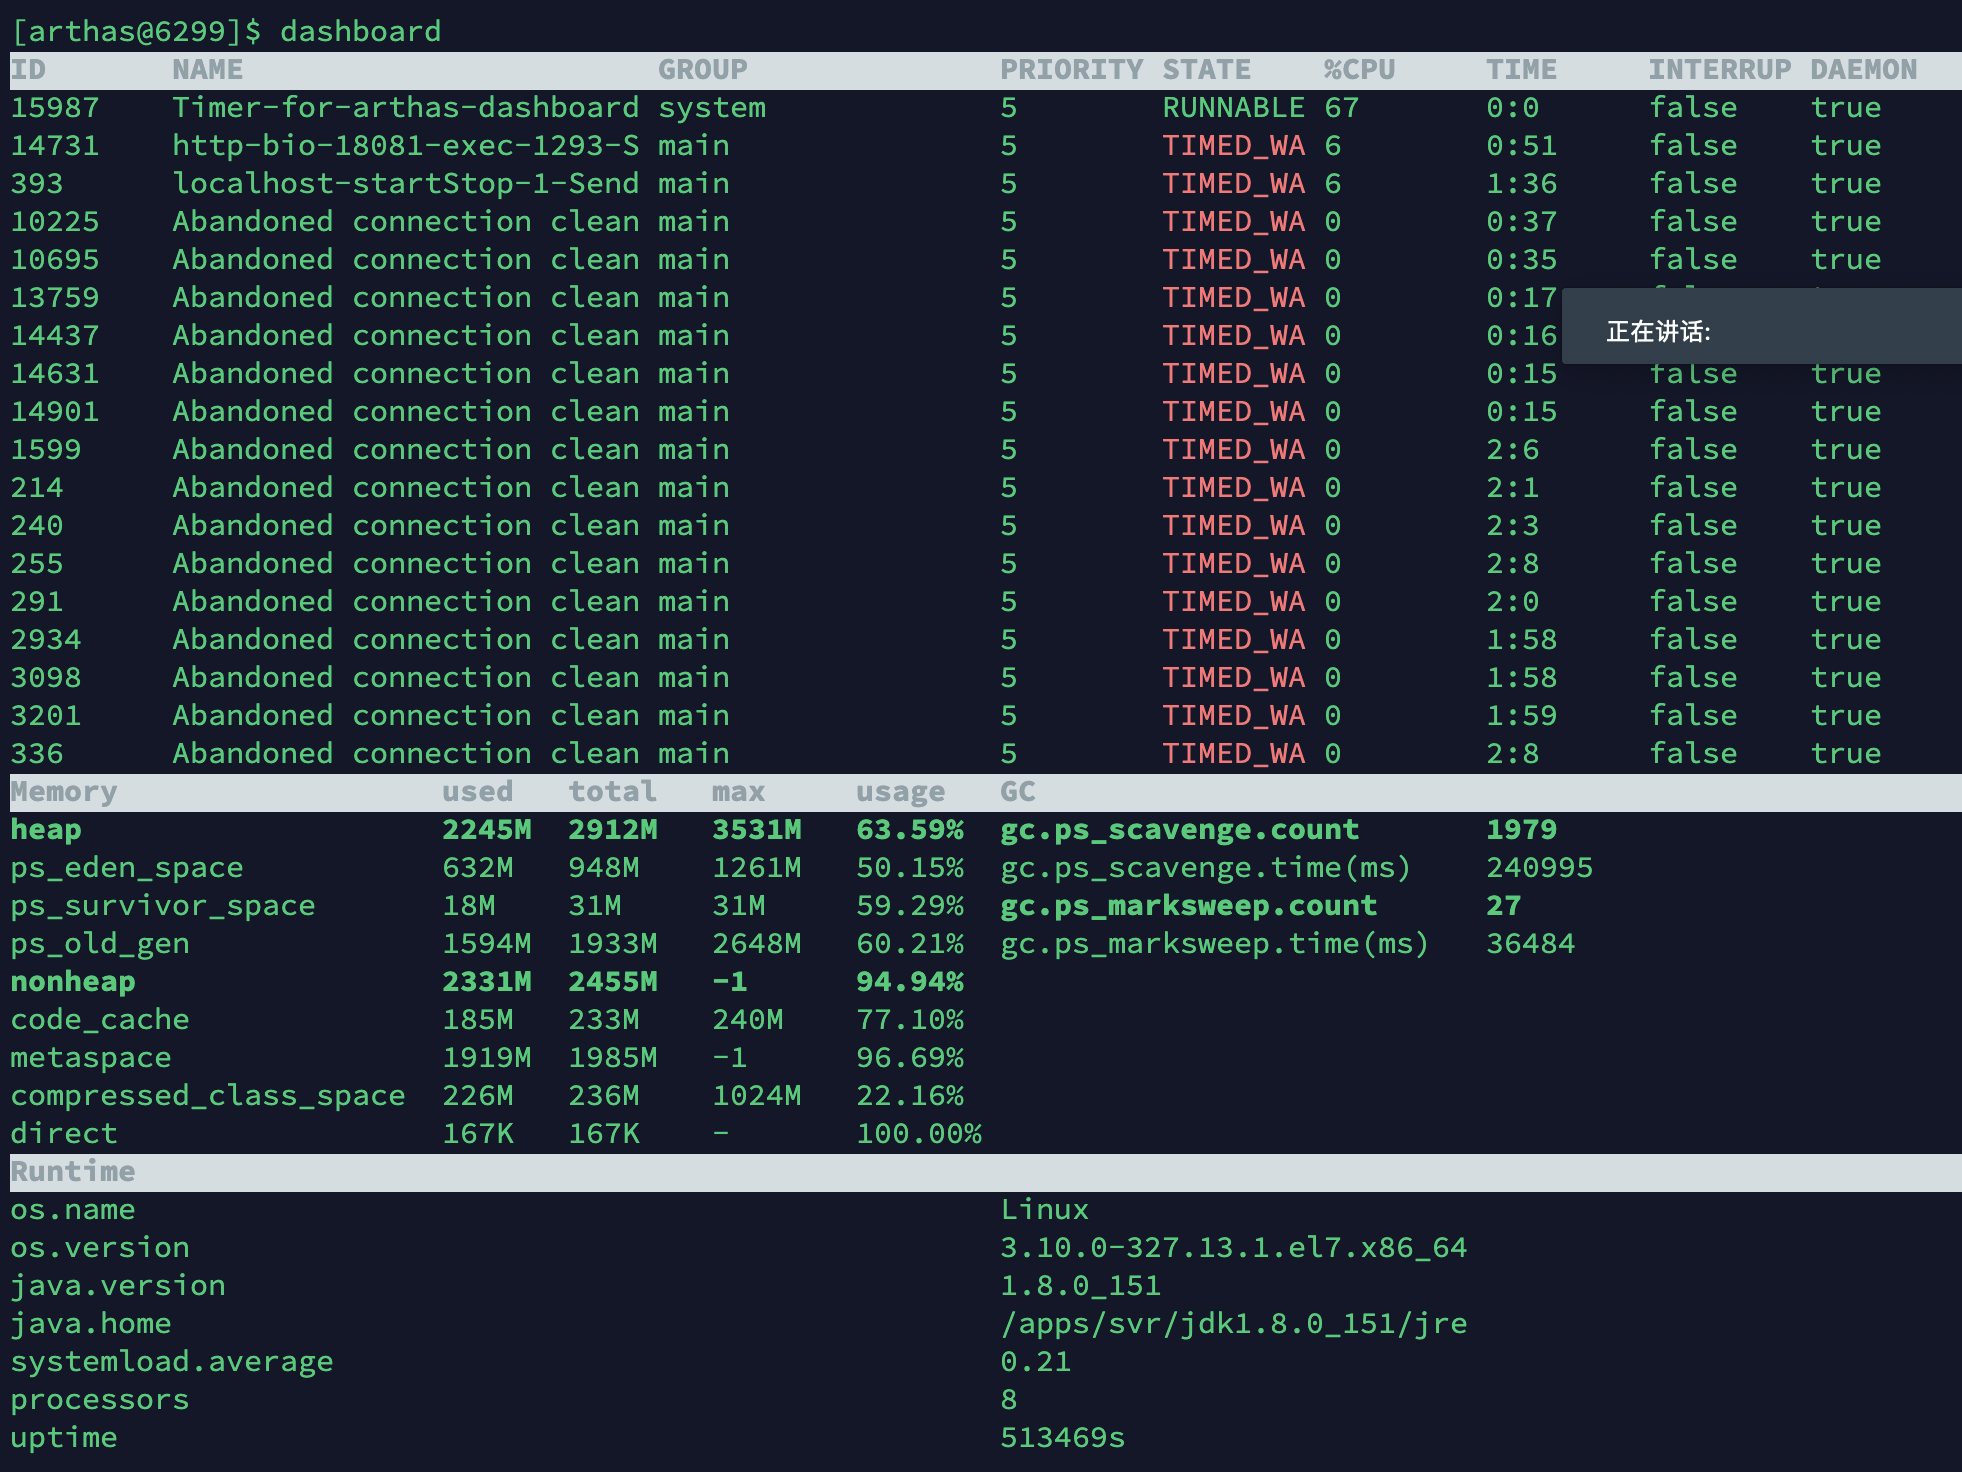 [arthas@6299]$ dashboard
ID NAME GROUP PRIORITY STATE %CPU TIME INTERRUP DAEMON
15987 Timer-for-arthas-dashboard system 5 RUNNABLE 67 0:0 false true
14731 http-bio-18081-exec-1293-S main 5 TIMED_WA 6 0:51 false true
393 localhost-startStop-1-Send main 5 TIMED_WA 6 1:36 false true
10225 Abandoned connection clean main 5 TIMED_WA 0 0:37 false true
10695 Abandoned connection clean main 5 TIMED_WA 0 0:35 false true
13759 Abandoned connection clean main 5 TIMED_WA 0 0:17
14437 Abandoned connection clean main 5 TIMED_WA 0 0:16
正在讲话:
14631 Abandoned connection clean main 5 TIMED_WA 0 0:15 false true
14901 Abandoned connection clean main 5 TIMED_WA 0 0:15 false true
1599 Abandoned connection clean main 5 TIMED_WA 0 2:6 false true
214 Abandoned connection clean main 5 TIMED_WA 0 2:1 false true
240 Abandoned connection clean main 5 TIMED_WA 0 2:3 false true
255 Abandoned connection clean main 5 TIMED_WA 0 2:8 false true
291 Abandoned connection clean main 5 TIMED_WA 0 2:0 false true
2934 Abandoned connection clean main 5 TIMED_WA 0 1:58 false true
3098 Abandoned connection clean main 5 TIMED_WA 0 1:58 false true
3201 Abandoned connection clean main 5 TIMED_WA 0 1:59 false true
336 Abandoned connection clean main 5 TIMED_WA 0 2:8 false true
Memory used total max usage GC
heap 2245M 2912M 3531M 63.59% gc.ps_scavenge.count 1979
ps_eden_space 632M 948M 1261M 50.15% gc.ps_scavenge.time(ms) 240995
ps_survivor_space 18M 31M 31M 59.29% gc.ps_marksweep.count 27
ps_old_gen 1594M 1933M 2648M 60.21% gc.ps_marksweep.time(ms) 36484
nonheap 2331M 2455M -1 94.94%
code_cache 185M 233M 240M 77.10%
metaspace 1919M 1985M -1 96.69%
compressed_class_space 226M 236M 1024M 22.16%
direct 167K 167K - 100.00%
Runtime
os.name Linux
os.version 3.10.0-327.13.1.el7.x86_64
java.version 1.8.0_151
java.home /apps/svr/jdk1.8.0_151/jre
systemload.average 0.21
processors 8
uptime 513469s